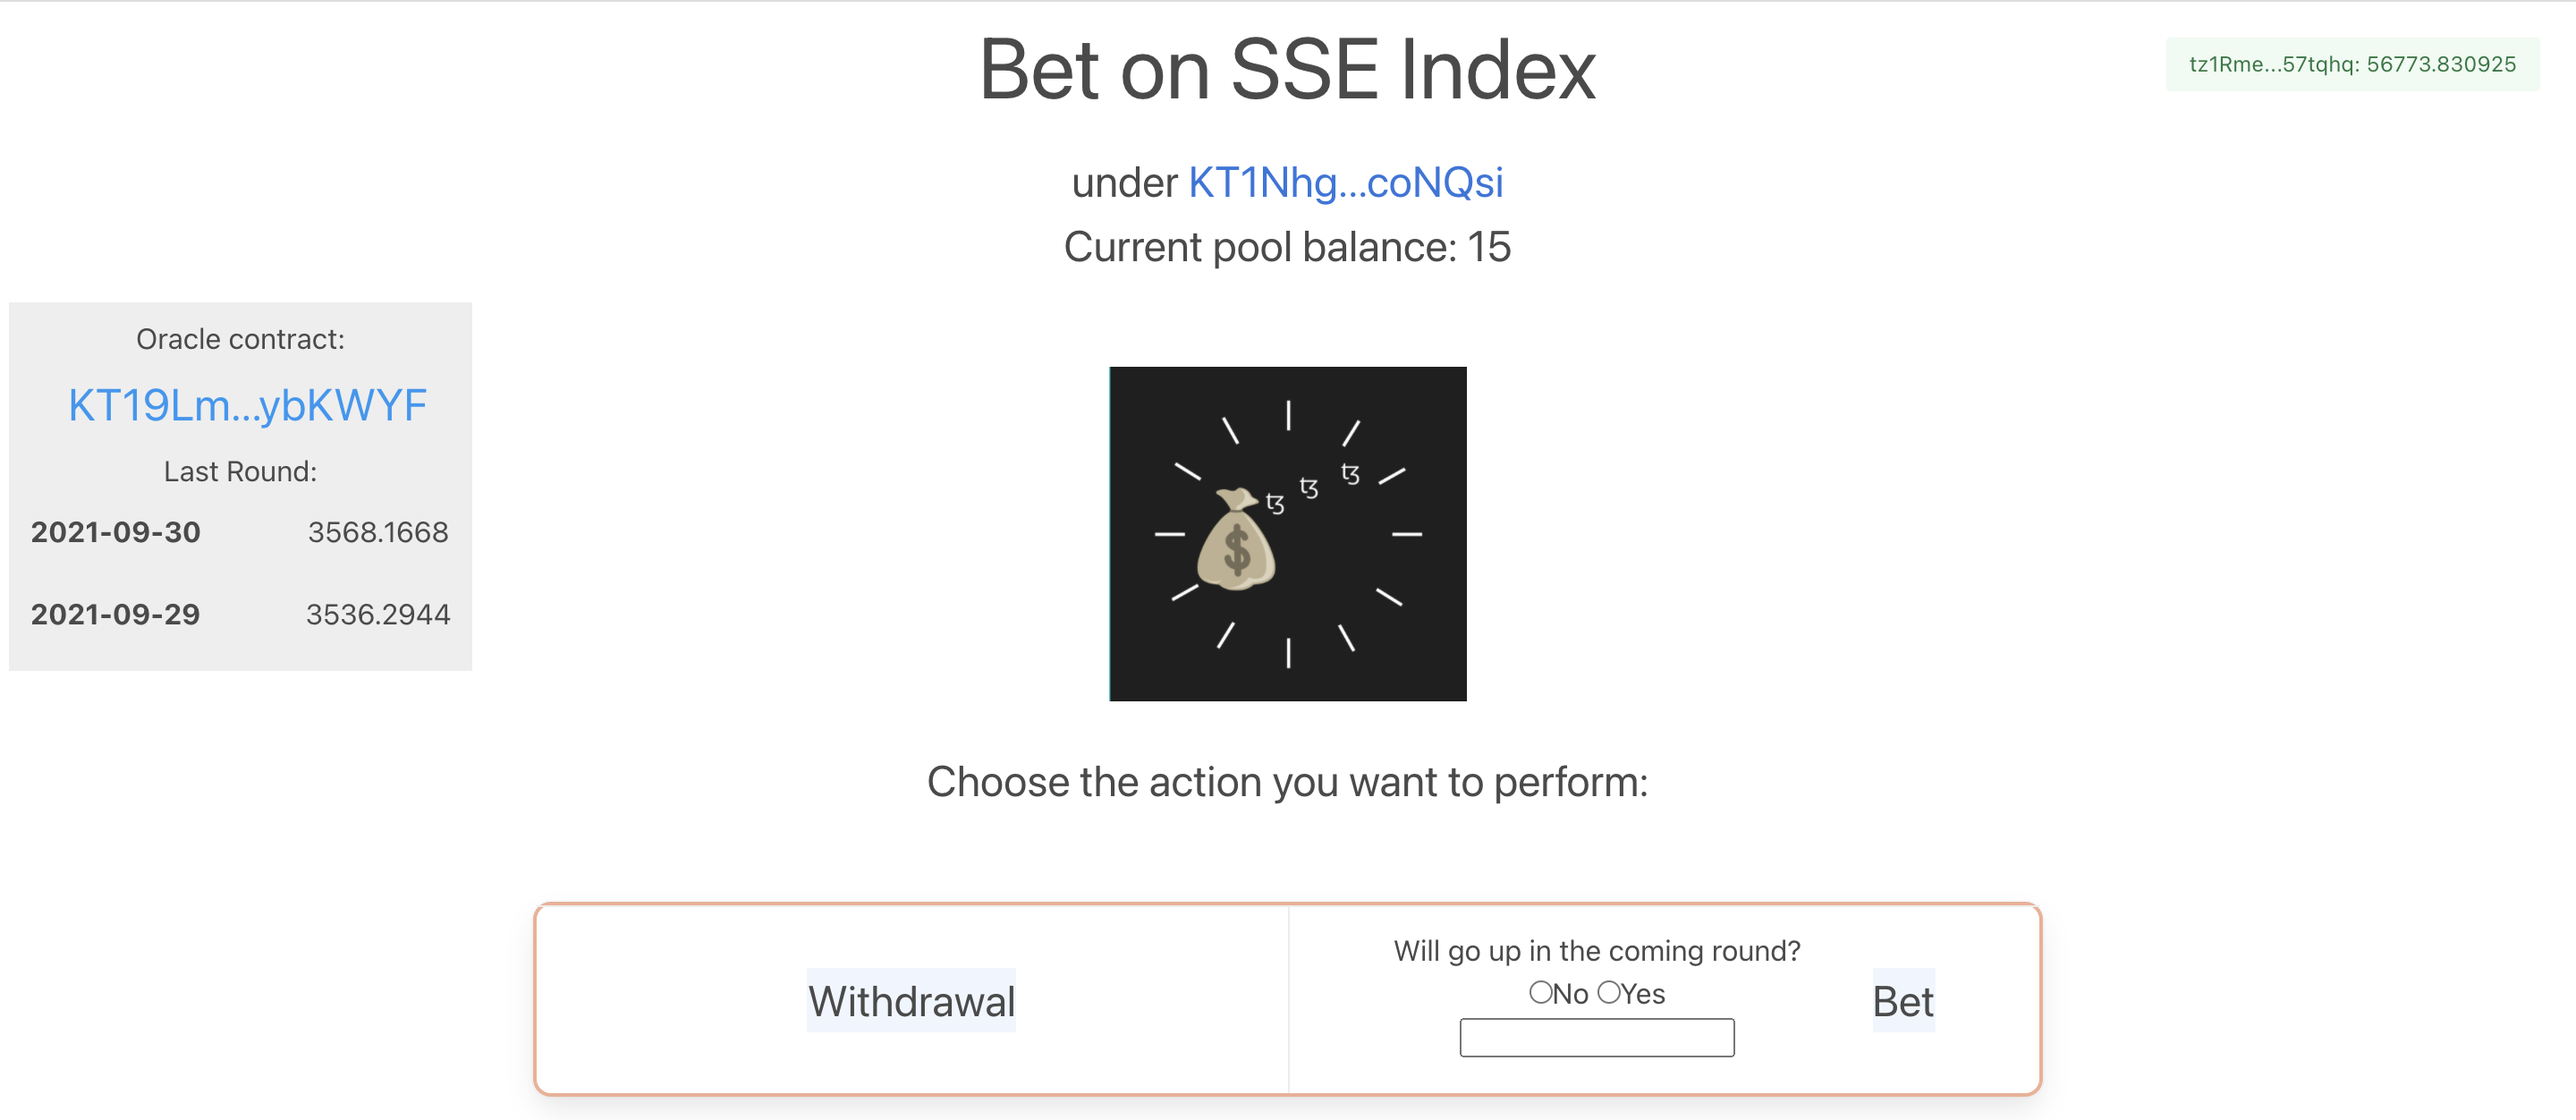 Bet on SSE Index
tz1Rme...57tqhq: 56773.830925
under KT1Nhg...coNQsi
Current pool balance: 15
Oracle contract:
KT19Lm...ybKWYF
Last Round:
2021-09-30 3568.1668
2021-09-29 3536.2944
ꜩ ꜩ ꜩ
$
Choose the action you want to perform:
Withdrawal
Will go up in the coming round?
No Yes
Bet